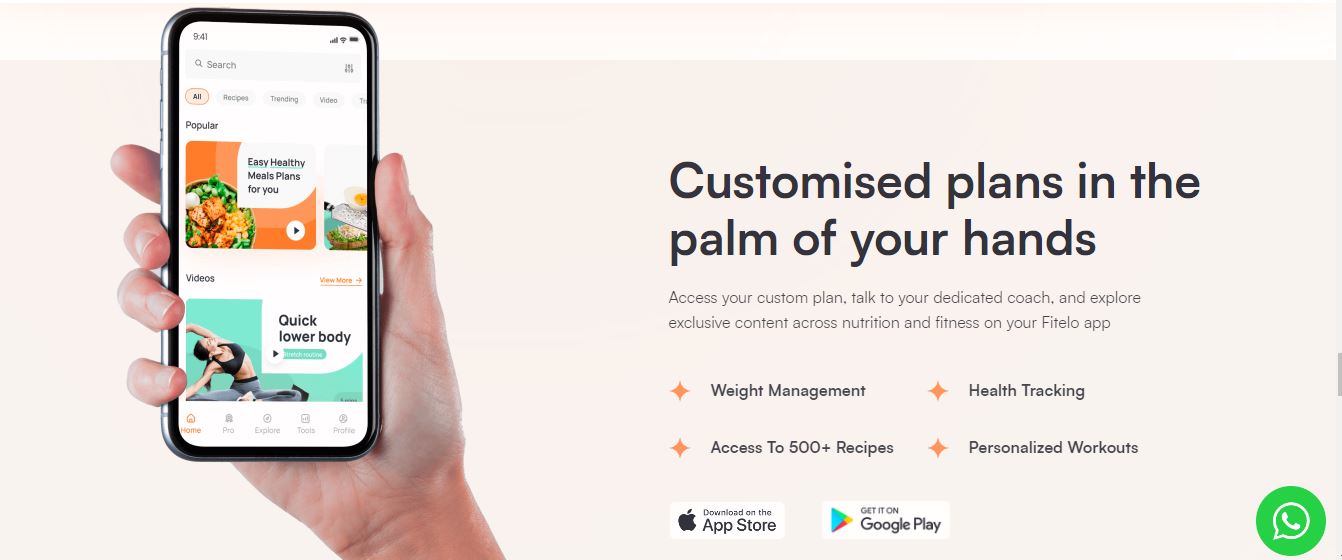 9:41
Search
All
Recipes
Trending
Video
Popular
Easy Healthy
Meals Plans
for you
Videos
View More →
Quick
lower body
Stretch routine
Home
Pro
Explore
Tools
Profile
Customised plans in the
palm of your hands
Access your custom plan, talk to your dedicated coach, and explore
exclusive content across nutrition and fitness on your Fitelo app
Weight Management
Health Tracking
Access To 500+ Recipes
Personalized Workouts
Download on the
App Store
GET IT ON
Google Play